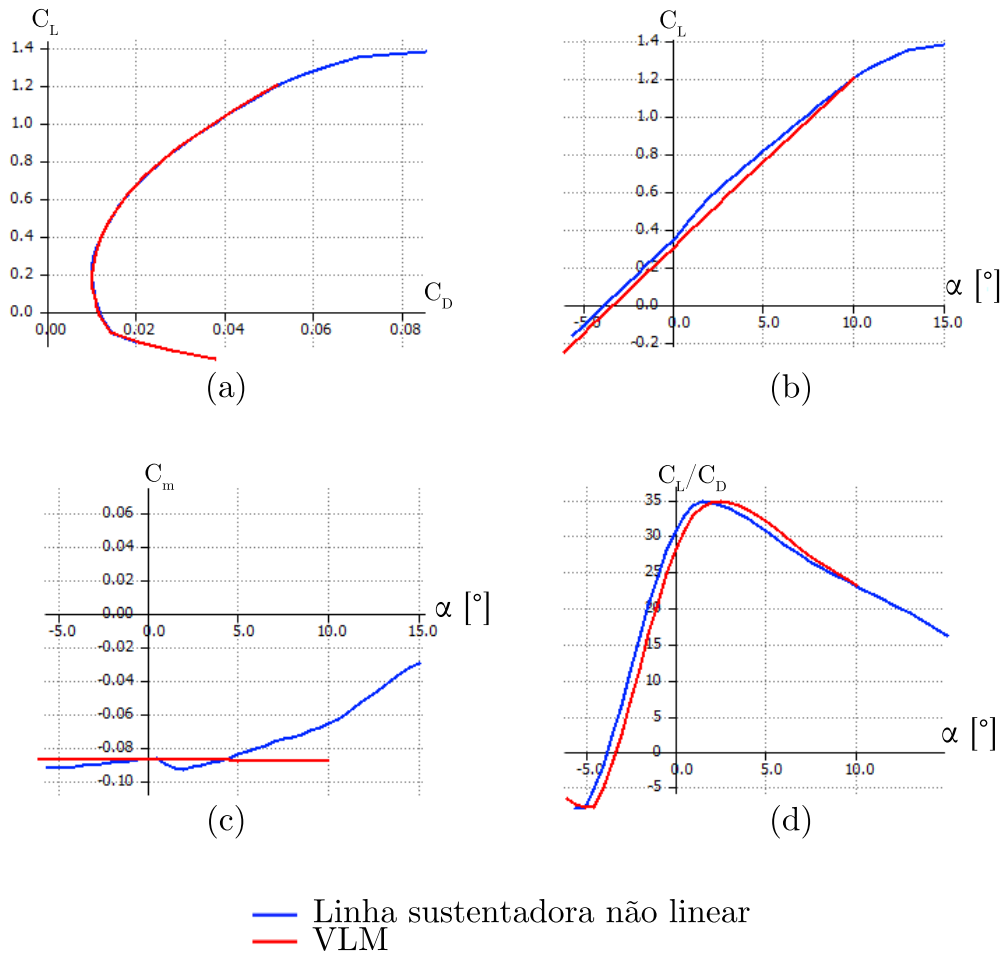 C_L
1.4
1.2
1.0
0.8
0.6
0.4
0.2
0.0
C_D
0.00 0.02 0.04 0.06 0.08
(a)
C_L
1.4
1.2
1.0
0.8
0.6
0.4
0.2
0.0
α [°]
-5.0 0.0 5.0 10.0 15.0
-0.2
(b)
C_m
0.06
0.04
0.02
0.00
α [°]
-5.0 0.0 5.0 10.0 15.0
-0.02
-0.04
-0.06
-0.08
-0.10
(c)
C_L/C_D
35
30
25
20
15
10
5
0
α [°]
-5.0 0.0 5.0 10.0
-5
(d)
Linha sustentadora não linear
VLM